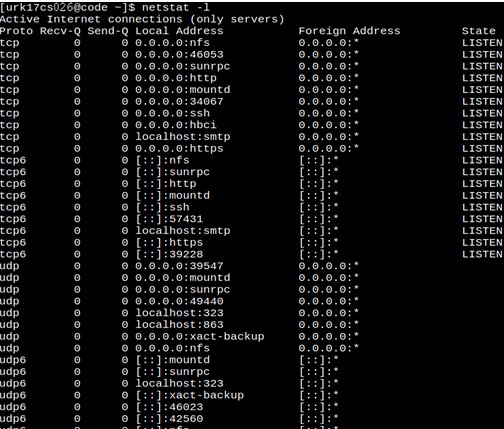 [urk17cs026@code ~]$ netstat -l
Active Internet connections (only servers)
Proto Recv-Q Send-Q Local Address Foreign Address State
tcp 0 0 0.0.0.0:nfs 0.0.0.0:* LISTEN
tcp 0 0 0.0.0.0:46053 0.0.0.0:* LISTEN
tcp 0 0 0.0.0.0:sunrpc 0.0.0.0:* LISTEN
tcp 0 0 0.0.0.0:http 0.0.0.0:* LISTEN
tcp 0 0 0.0.0.0:mountd 0.0.0.0:* LISTEN
tcp 0 0 0.0.0.0:34067 0.0.0.0:* LISTEN
tcp 0 0 0.0.0.0:ssh 0.0.0.0:* LISTEN
tcp 0 0 0.0.0.0:hbci 0.0.0.0:* LISTEN
tcp 0 0 localhost:smtp 0.0.0.0:* LISTEN
tcp 0 0 0.0.0.0:https 0.0.0.0:* LISTEN
tcp6 0 0 [::]:nfs [::]:* LISTEN
tcp6 0 0 [::]:sunrpc [::]:* LISTEN
tcp6 0 0 [::]:http [::]:* LISTEN
tcp6 0 0 [::]:mountd [::]:* LISTEN
tcp6 0 0 [::]:ssh [::]:* LISTEN
tcp6 0 0 [::]:57431 [::]:* LISTEN
tcp6 0 0 localhost:smtp [::]:* LISTEN
tcp6 0 0 [::]:https [::]:* LISTEN
tcp6 0 0 [::]:39228 [::]:* LISTEN
udp 0 0 0.0.0.0:39547 0.0.0.0:*
udp 0 0 0.0.0.0:mountd 0.0.0.0:*
udp 0 0 0.0.0.0:sunrpc 0.0.0.0:*
udp 0 0 0.0.0.0:49440 0.0.0.0:*
udp 0 0 localhost:323 0.0.0.0:*
udp 0 0 localhost:863 0.0.0.0:*
udp 0 0 0.0.0.0:xact-backup 0.0.0.0:*
udp 0 0 0.0.0.0:nfs 0.0.0.0:*
udp6 0 0 [::]:mountd [::]:*
udp6 0 0 [::]:sunrpc [::]:*
udp6 0 0 localhost:323 [::]:*
udp6 0 0 [::]:xact-backup [::]:*
udp6 0 0 [::]:46023 [::]:*
udp6 0 0 [::]:42560 [::]:*